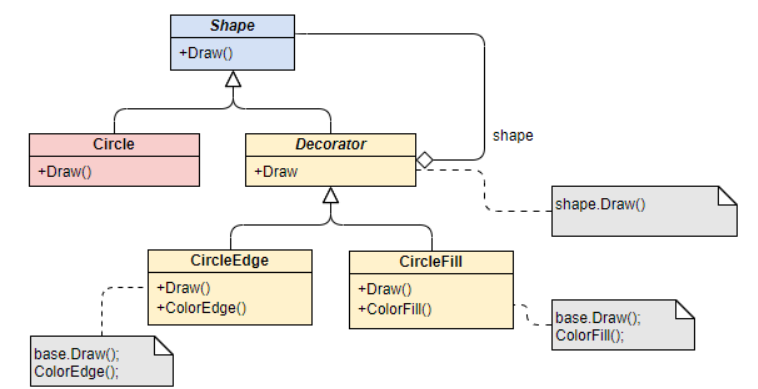 Shape
+Draw()
shape
Circle
+Draw()
Decorator
+Draw
shape.Draw()
CircleEdge
+Draw()
+ColorEdge()
CircleFill
+Draw()
+ColorFill()
base.Draw();
ColorEdge();
base.Draw();
ColorFill();